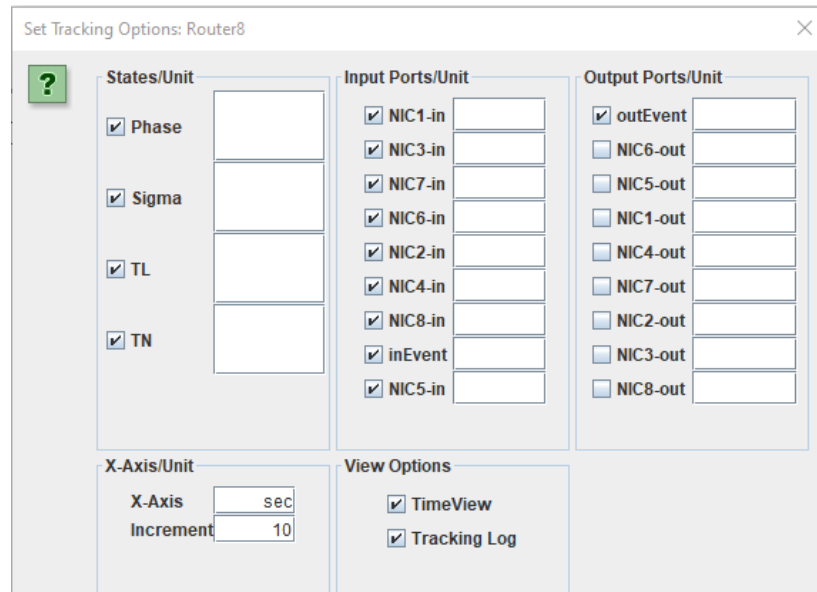 Set Tracking Options: Router8
?
States/Unit
Phase
Sigma
TL
TN
Input Ports/Unit
NIC1-in
NIC3-in
NIC7-in
NIC6-in
NIC2-in
NIC4-in
NIC8-in
inEvent
NIC5-in
Output Ports/Unit
outEvent
NIC6-out
NIC5-out
NIC1-out
NIC4-out
NIC7-out
NIC2-out
NIC3-out
NIC8-out
X-Axis/Unit
X-Axis sec
Increment 10
View Options
TimeView
Tracking Log